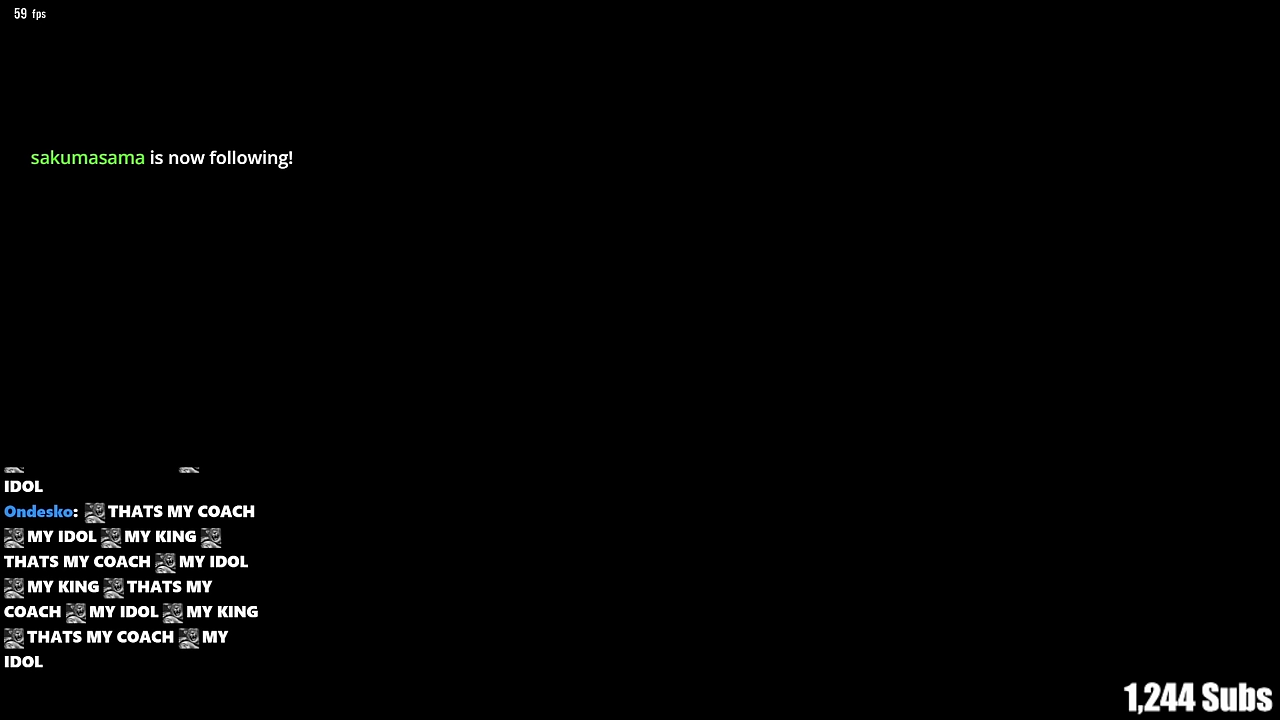 59 fps
sakumasama is now following!
IDOL
Ondesko: THATS MY COACH
MY IDOL MY KING
THATS MY COACH MY IDOL
MY KING THATS MY
COACH MY IDOL MY KING
THATS MY COACH MY
IDOL
1,244 Subs